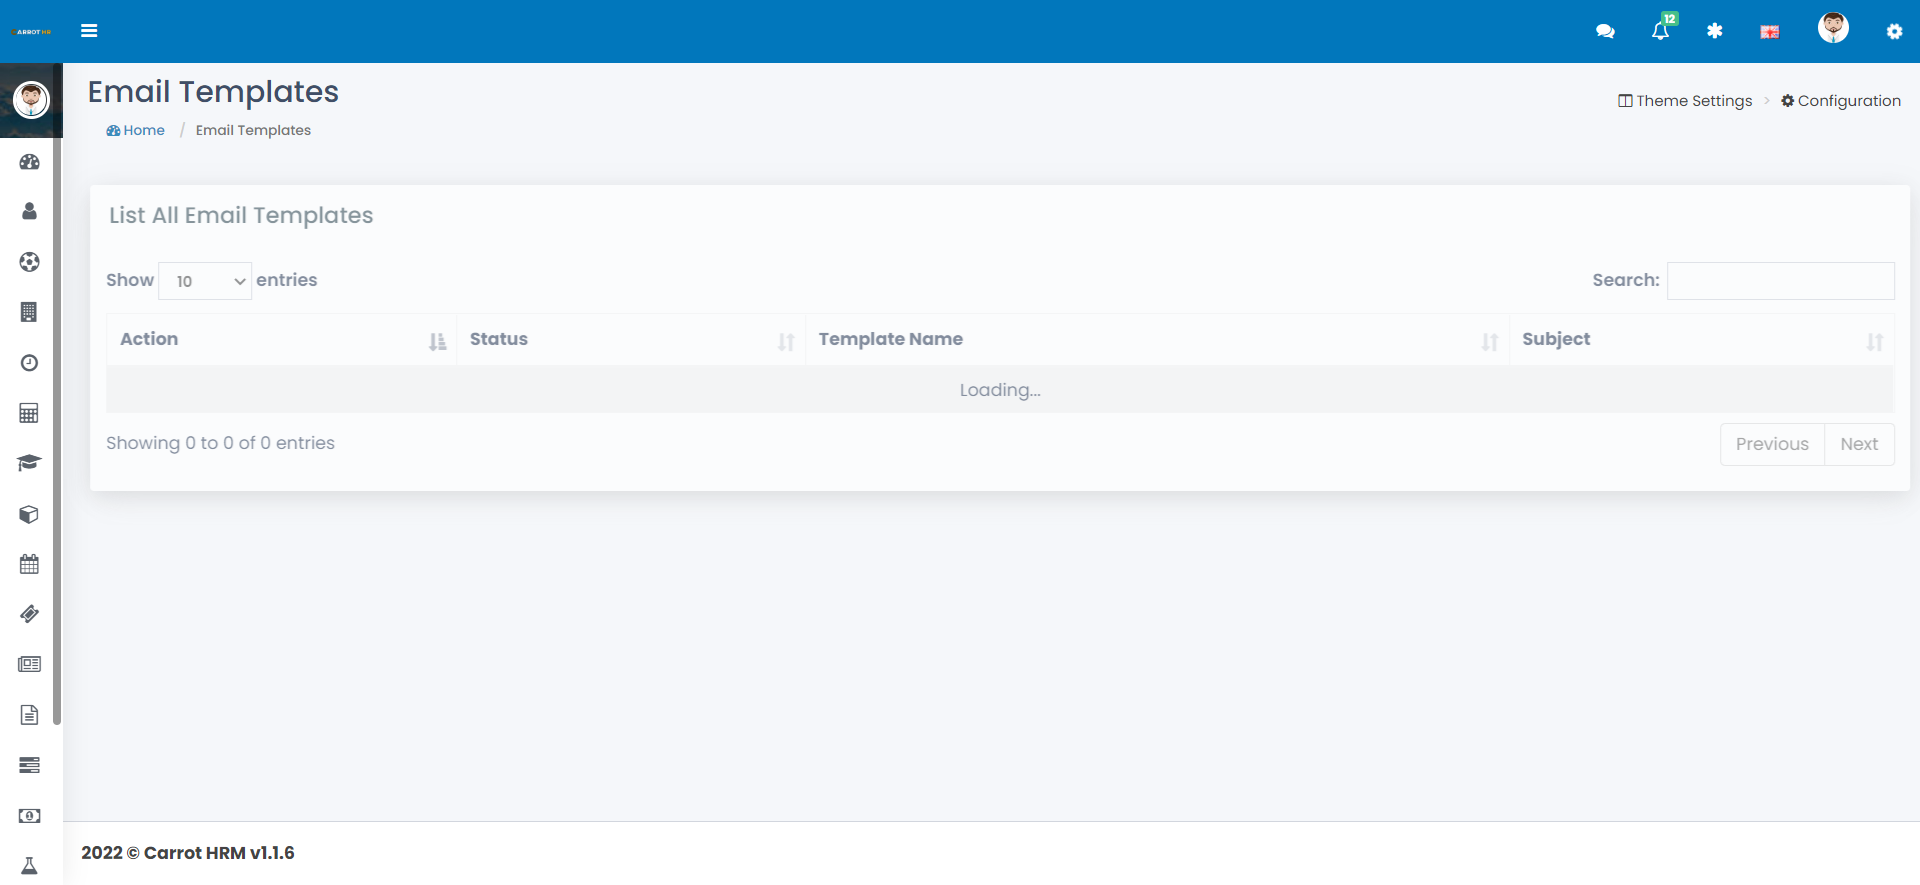 ARROT HR
12
Email Templates
Theme Settings > Configuration
Home / Email Templates
List All Email Templates
Show 10 entries
Search:
Action Status Template Name Subject
Loading...
Showing 0 to 0 of 0 entries
Previous Next
2022 © Carrot HRM v1.1.6